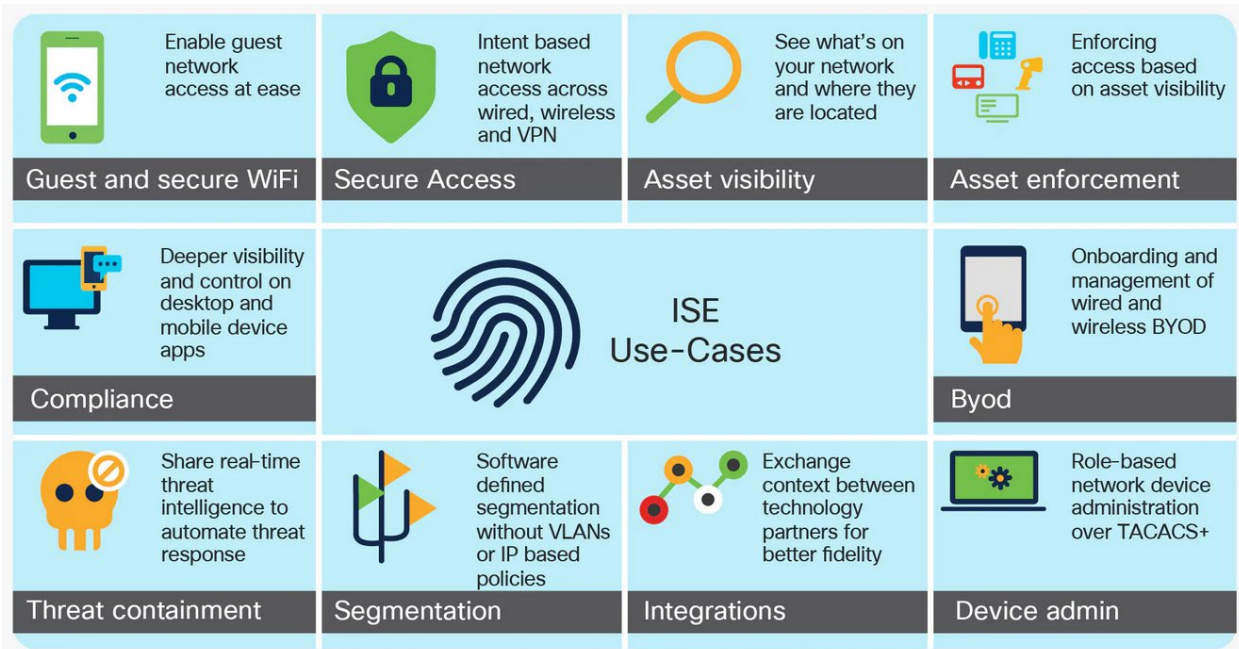 Enable guest
network
access at ease
Guest and secure WiFi
Intent based
network
access across
wired, wireless
and VPN
Secure Access
See what's on
your network
and where they
are located
Asset visibility
Enforcing
access based
on asset visibility
Asset enforcement
Deeper visibility
and control on
desktop and
mobile device
apps
Compliance
ISE
Use-Cases
Onboarding and
management of
wired and
wireless BYOD
Byod
Share real-time
threat
intelligence to
automate threat
response
Threat containment
Software
defined
segmentation
without VLANs
or IP based
policies
Segmentation
Exchange
context between
technology
partners for
better fidelity
Integrations
Role-based
network device
administration
over TACACS+
Device admin